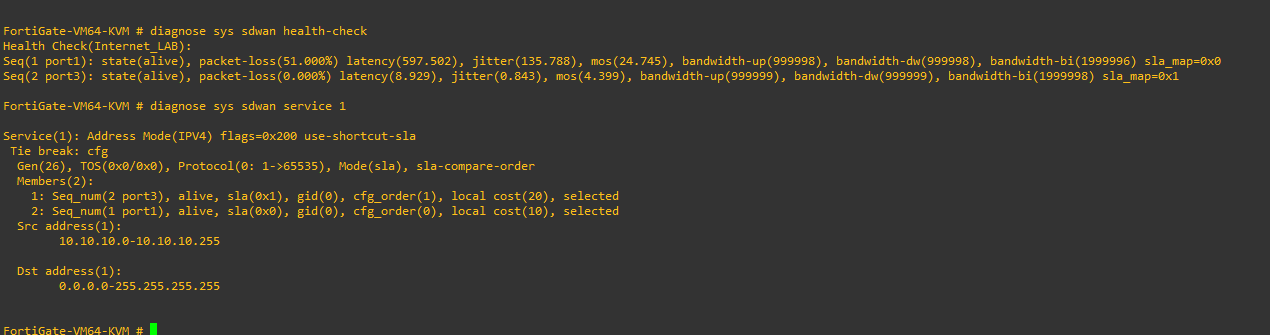 FortiGate-VM64-KVM # diagnose sys sdwan health-check
Health Check(Internet_LAB):
Seq(1 port1): state(alive), packet-loss(51.000%) latency(597.502), jitter(135.788), mos(24.745), bandwidth-up(999998), bandwidth-dw(999998), bandwidth-bi(1999996) sla_map=0x0
Seq(2 port3): state(alive), packet-loss(0.000%) latency(8.929), jitter(0.843), mos(4.399), bandwidth-up(999999), bandwidth-dw(999999), bandwidth-bi(1999998) sla_map=0x1
FortiGate-VM64-KVM # diagnose sys sdwan service 1
Service(1): Address Mode(IPV4) flags=0x200 use-shortcut-sla
Tie break: cfg
Gen(26), TOS(0x0/0x0), Protocol(0: 1->65535), Mode(sla), sla-compare-order
Members(2):
1: Seq_num(2 port3), alive, sla(0x1), gid(0), cfg_order(1), local cost(20), selected
2: Seq_num(1 port1), alive, sla(0x0), gid(0), cfg_order(0), local cost(10), selected
Src address(1):
10.10.10.0-10.10.10.255
Dst address(1):
0.0.0.0-255.255.255.255
FortiGate-VM64-KVM #